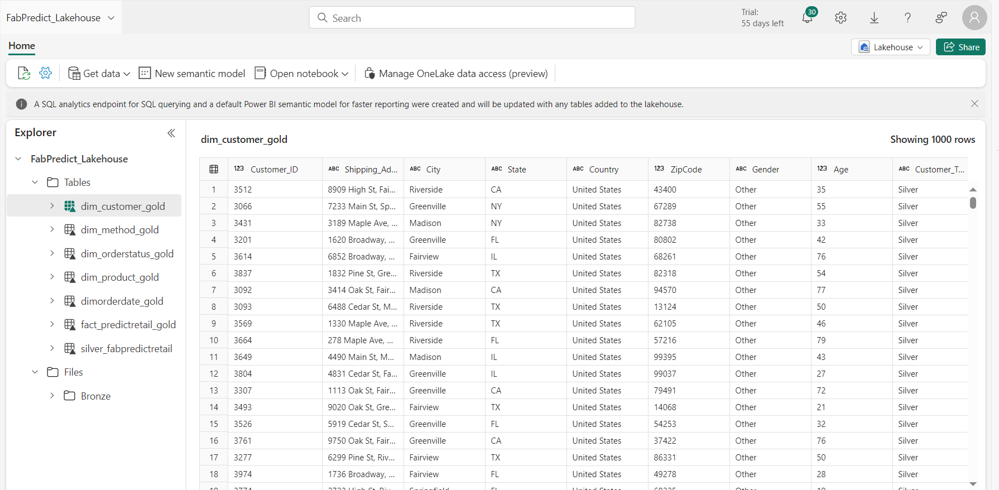 FabPredict_Lakehouse
Search
Trial:
55 days left
30
Home
Lakehouse
Share
Get data
New semantic model
Open notebook
Manage OneLake data access (preview)
A SQL analytics endpoint for SQL querying and a default Power BI semantic model for faster reporting were created and will be updated with any tables added to the lakehouse.
Explorer
FabPredict_Lakehouse
Tables
dim_customer_gold
dim_method_gold
dim_orderstatus_gold
dim_product_gold
dimorderdate_gold
fact_predictretail_gold
silver_fabpredictretail
Files
Bronze
dim_customer_gold
Showing 1000 rows
123 Customer_ID ABC Shipping_Ad... ABC City ABC State ABC Country 123 ZipCode ABC Gender 123 Age ABC Customer_T...
1 3512 8909 High St, Fai... Riverside CA United States 43400 Other 35 Silver
2 3066 7233 Main St, Sp... Greenville NY United States 67289 Other 55 Silver
3 3431 3189 Maple Ave, ... Madison NY United States 82738 Other 33 Silver
4 3201 1620 Broadway, ... Greenville FL United States 80802 Other 42 Silver
5 3614 6852 Broadway, ... Fairview IL United States 68261 Other 76 Silver
6 3837 1832 Pine St, Gre... Riverside TX United States 82318 Other 54 Silver
7 3092 3414 Oak St, Fair... Madison CA United States 94570 Other 77 Silver
8 3093 6488 Cedar St, M... Riverside TX United States 13124 Other 50 Silver
9 3569 1330 Maple Ave, ... Riverside TX United States 62105 Other 46 Silver
10 3664 278 Maple Ave, ... Riverside FL United States 57216 Other 79 Silver
11 3649 4490 Main St, M... Madison IL United States 99395 Other 43 Silver
12 3804 4831 Cedar St, Fa... Greenville IL United States 99037 Other 27 Silver
13 3307 1113 Oak St, Fair... Greenville CA United States 79491 Other 72 Silver
14 3493 9020 Oak St, Gre... Fairview TX United States 14068 Other 21 Silver
15 3526 5919 Cedar St, S... Greenville FL United States 54253 Other 32 Silver
16 3761 9750 Oak St, Fair... Greenville CA United States 37422 Other 76 Silver
17 3277 6299 Pine St, Riv... Fairview TX United States 86331 Other 50 Silver
18 3974 1736 Broadway, ... Fairview FL United States 49278 Other 28 Silver